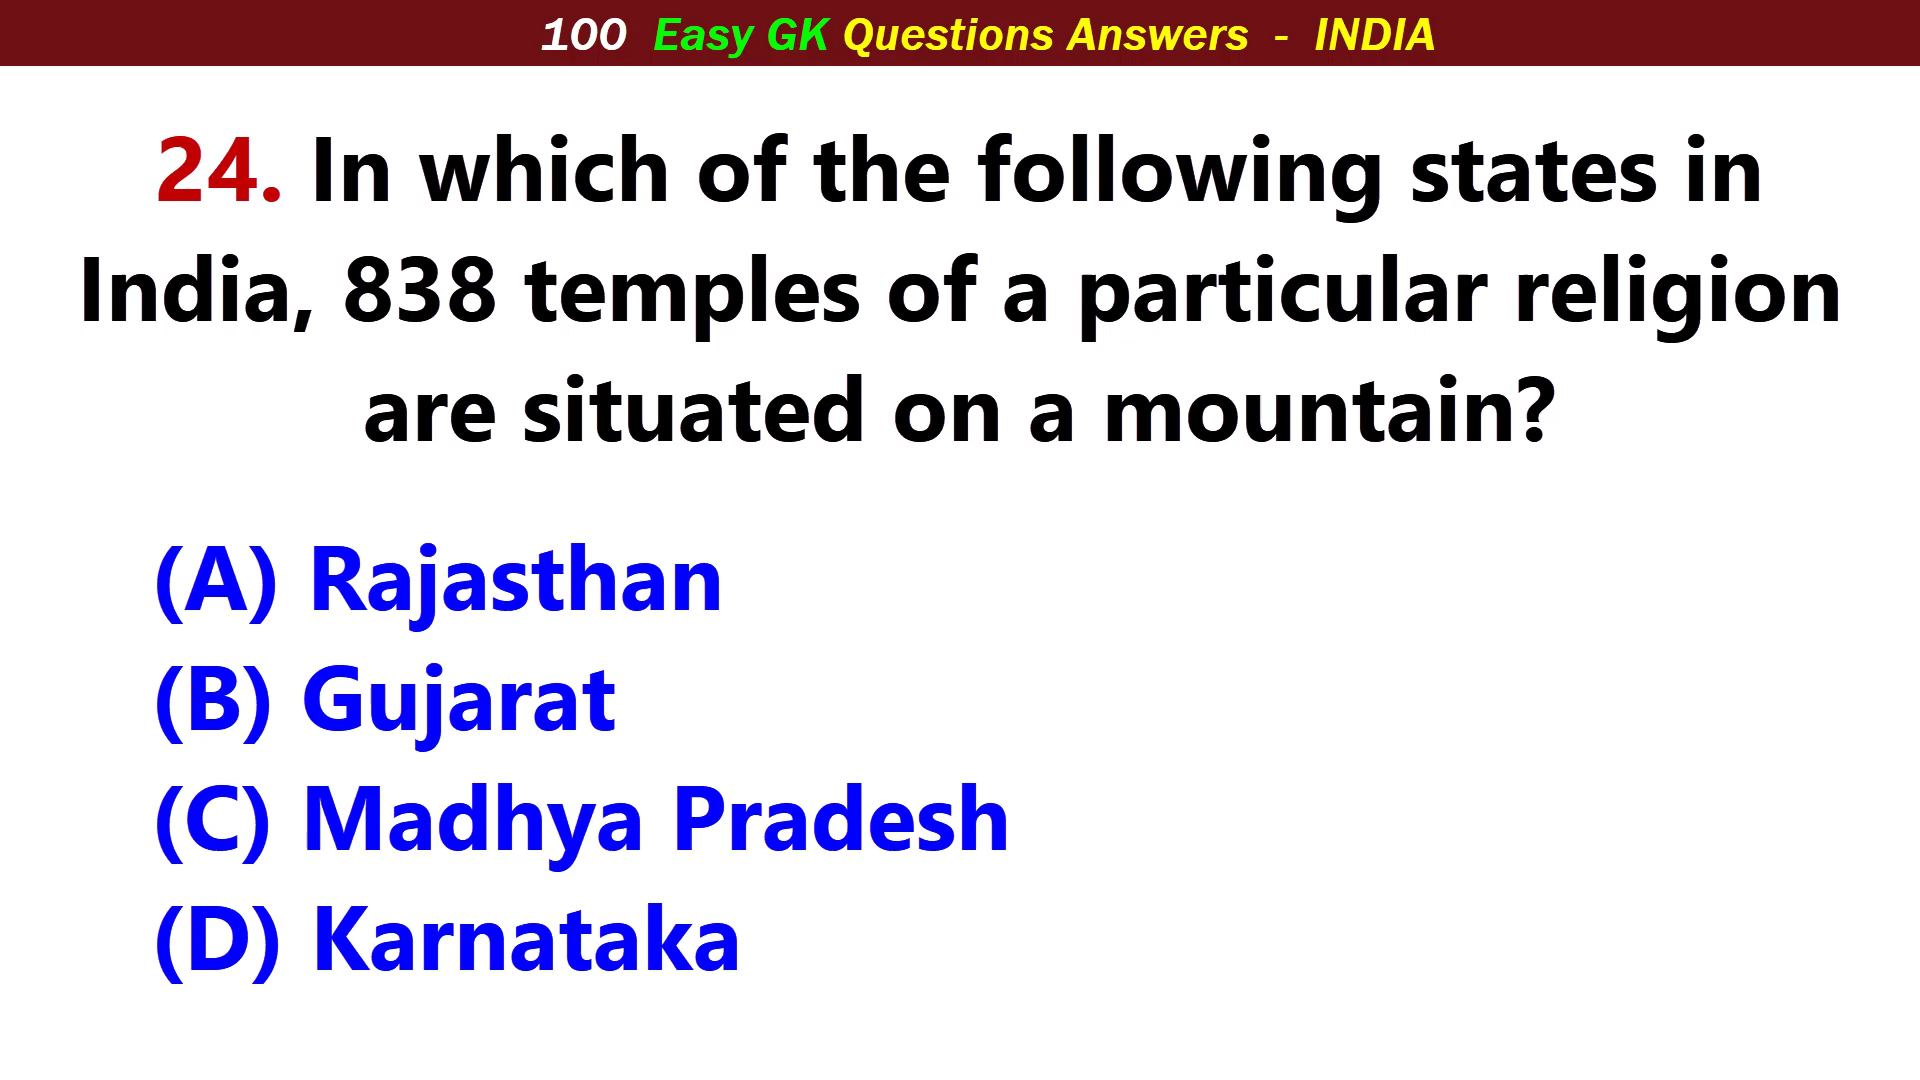 100 Easy GK Questions Answers - INDIA
24. In which of the following states in
India, 838 temples of a particular religion
are situated on a mountain?
(A) Rajasthan
(B) Gujarat
(C) Madhya Pradesh
(D) Karnataka